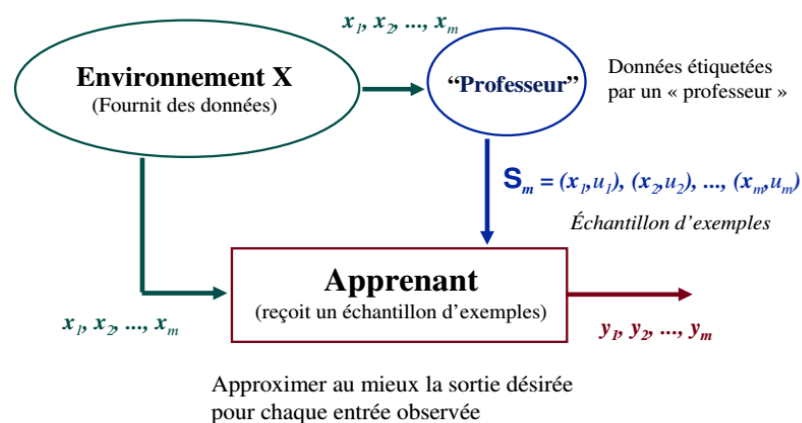 x1, x2, ..., xm
Environnement X
(Fournit des données)
“Professeur”
Données étiquetées
par un « professeur »
Sm = (x1,u1), (x2,u2), ..., (xm,um)
Échantillon d’exemples
Apprenant
(reçoit un échantillon d’exemples)
x1, x2, ..., xm
y1, y2, ..., ym
Approximer au mieux la sortie désirée
pour chaque entrée observée